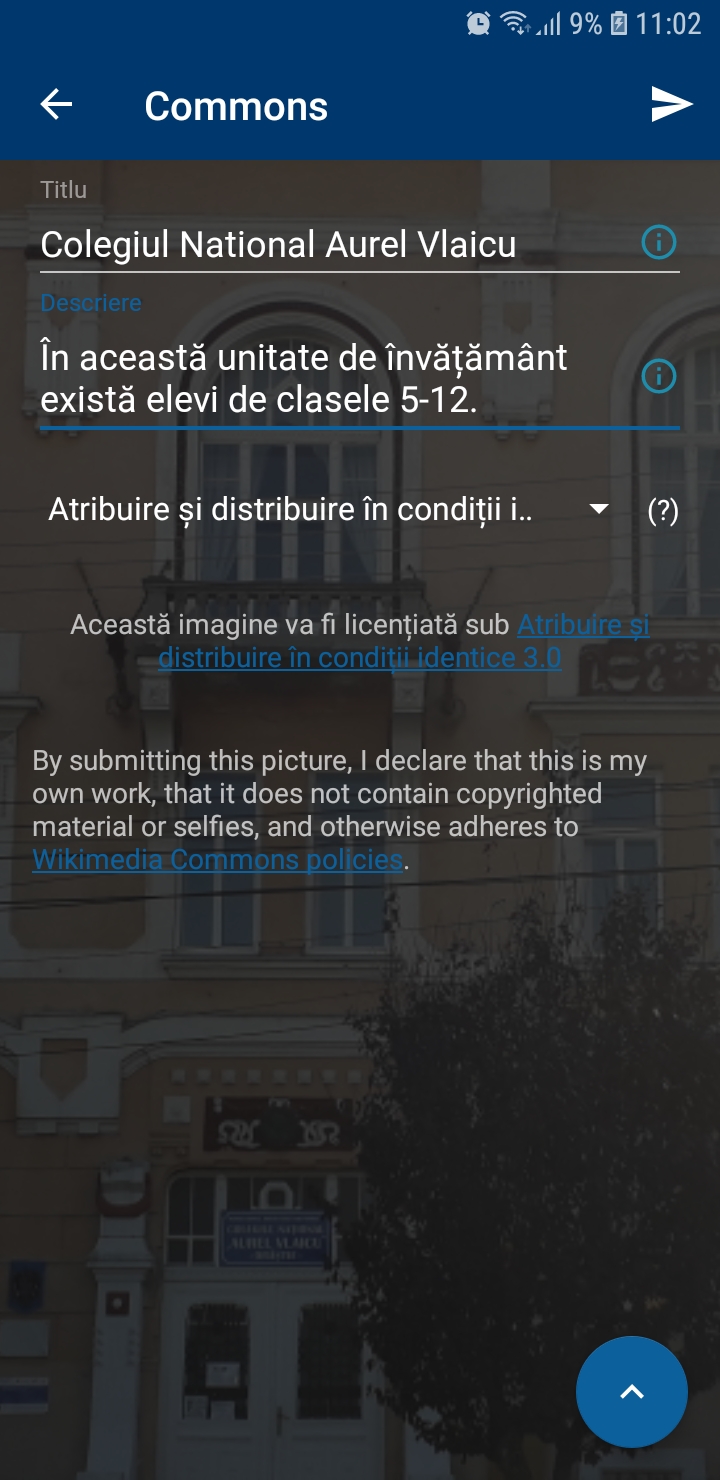 9% 11:02
Commons
Titlu
Colegiul National Aurel Vlaicu
Descriere
În această unitate de învățământ
există elevi de clasele 5-12.
Atribuire și distribuire în condiții i..
(?)
Această imagine va fi licențiată sub Atribuire și
distribuire în condiții identice 3.0
By submitting this picture, I declare that this is my
own work, that it does not contain copyrighted
material or selfies, and otherwise adheres to
Wikimedia Commons policies.
COLEGIUL NAȚIONAL
AUREL VLAICU